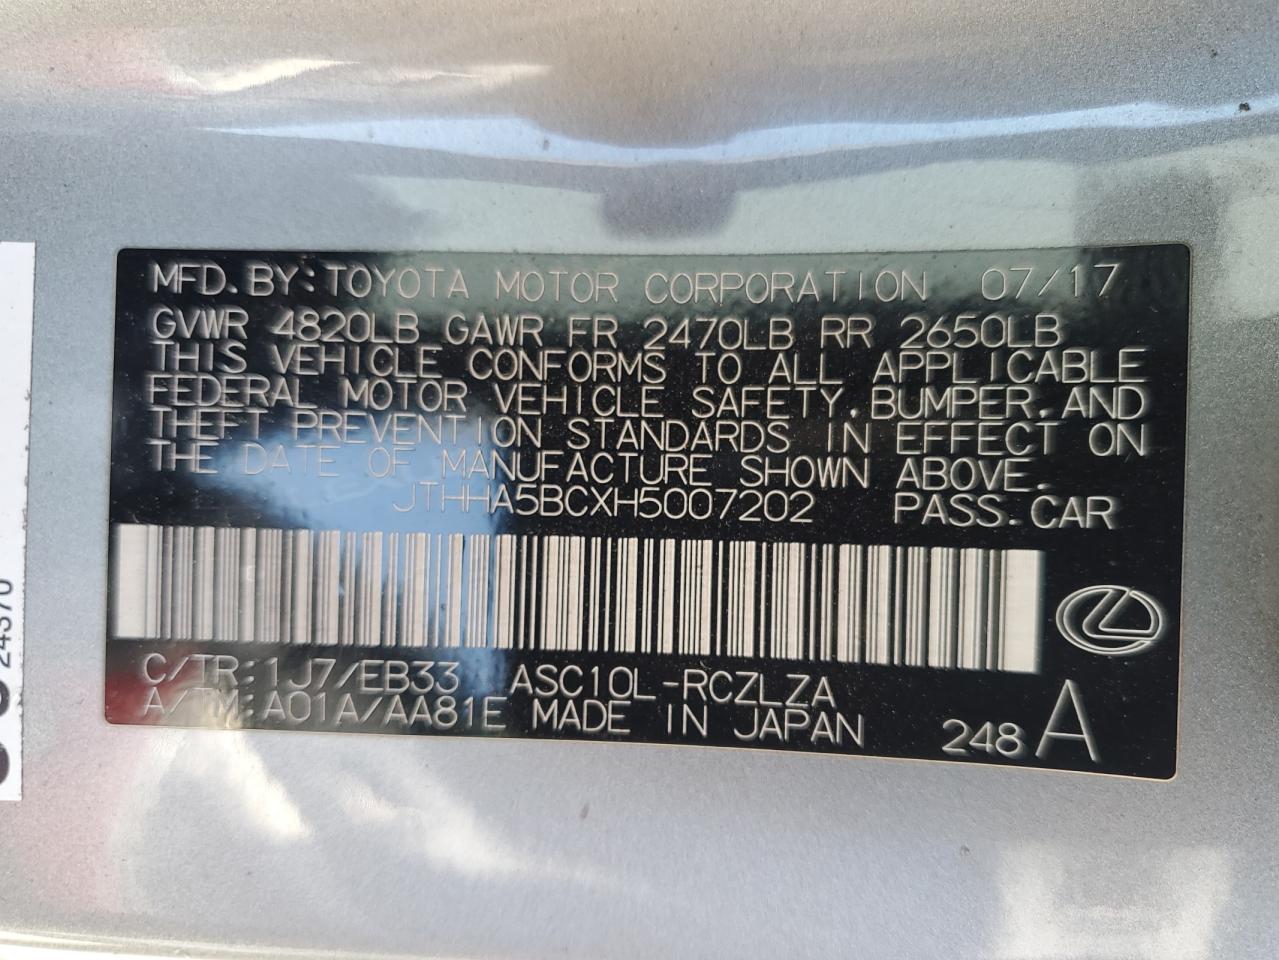 MFD.BY:TOYOTA MOTOR CORPORATION 07/17
GVWR 4820LB GAWR FR 2470LB RR 2650LB
THIS VEHICLE CONFORMS TO ALL APPLICABLE
FEDERAL MOTOR VEHICLE SAFETY,BUMPER,AND
THEFT PREVENTION STANDARDS IN EFFECT ON
THE DATE OF MANUFACTURE SHOWN ABOVE.
JTHHA5BCXH5007202 PASS.CAR
C/TR:1J7/EB33 ASC10L-RCZLZA
A/TM:A01A/AA81E MADE IN JAPAN 248 A